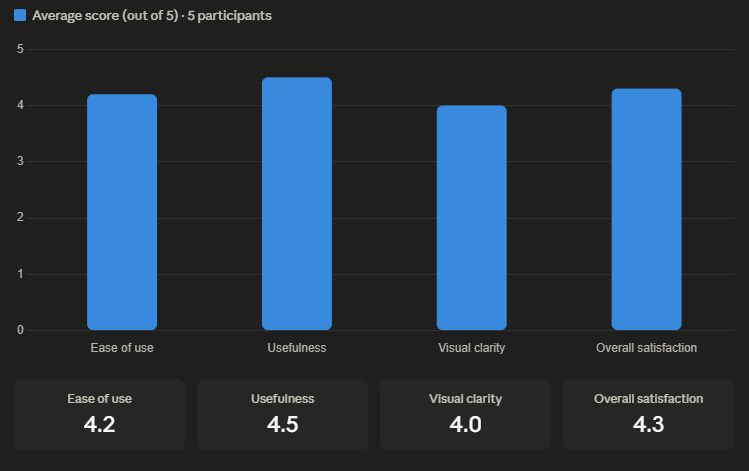 Average score (out of 5) · 5 participants
5
4
3
2
1
0
Ease of use Usefulness Visual clarity Overall satisfaction
Ease of use Usefulness Visual clarity Overall satisfaction
4.2 4.5 4.0 4.3